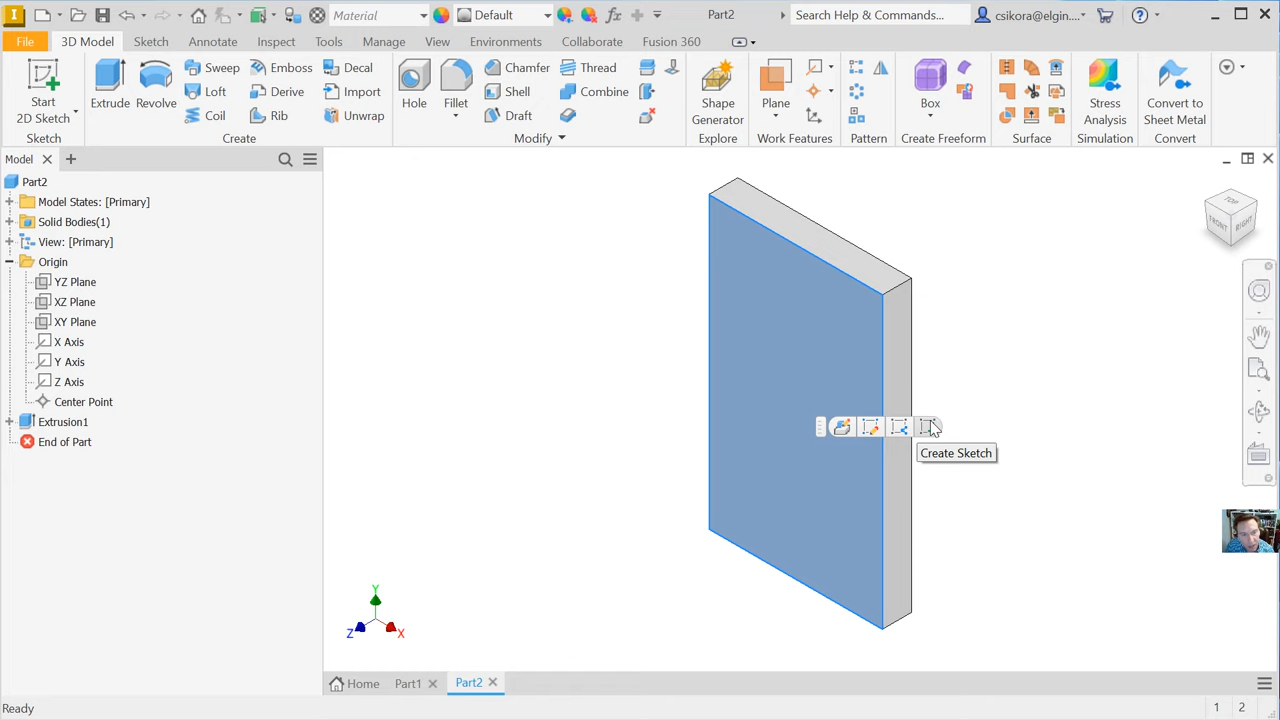 Material
Default
Part2
Search Help & Commands...
csikora@elgin....
File
3D Model
Sketch
Annotate
Inspect
Tools
Manage
View
Environments
Collaborate
Fusion 360
Start
2D Sketch
Extrude
Revolve
Sweep
Loft
Coil
Emboss
Derive
Rib
Decal
Import
Unwrap
Hole
Fillet
Chamfer
Shell
Draft
Thread
Combine
Shape
Generator
Plane
Box
Stress
Analysis
Convert to
Sheet Metal
Sketch
Create
Modify
Explore
Work Features
Pattern
Create Freeform
Surface
Simulation
Convert
Model
Part2
Model States: [Primary]
Solid Bodies(1)
View: [Primary]
Origin
YZ Plane
XZ Plane
XY Plane
X Axis
Y Axis
Z Axis
Center Point
Extrusion1
End of Part
TOP
FRONT
RIGHT
Create Sketch
Y
Z
X
Home
Part1
Part2
Ready
1
2